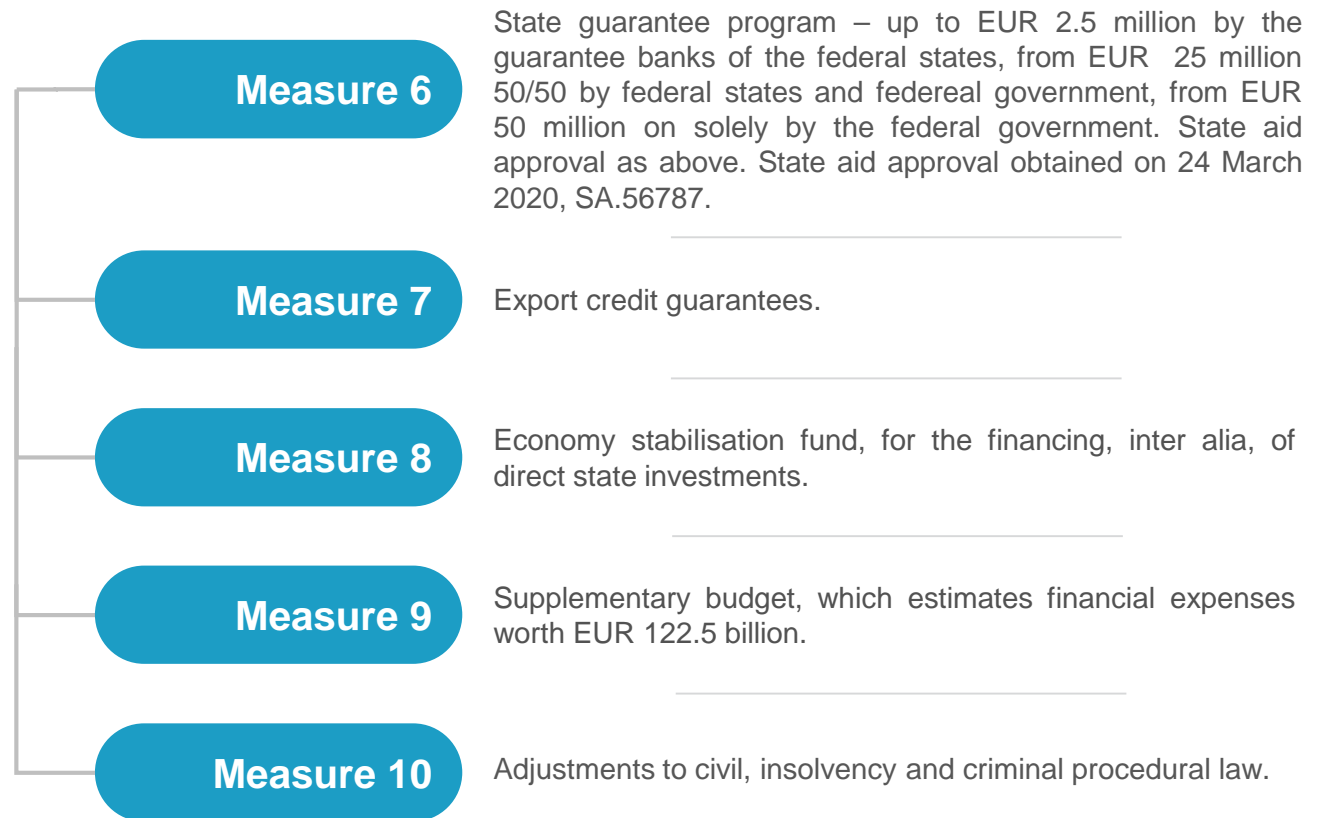 Measure 6
State guarantee program – up to EUR 2.5 million by the
guarantee banks of the federal states, from EUR 25 million
50/50 by federal states and federeal government, from EUR
50 million on solely by the federal government. State aid
approval as above. State aid approval obtained on 24 March
2020, SA.56787.
Measure 7
Export credit guarantees.
Measure 8
Economy stabilisation fund, for the financing, inter alia, of
direct state investments.
Measure 9
Supplementary budget, which estimates financial expenses
worth EUR 122.5 billion.
Measure 10
Adjustments to civil, insolvency and criminal procedural law.